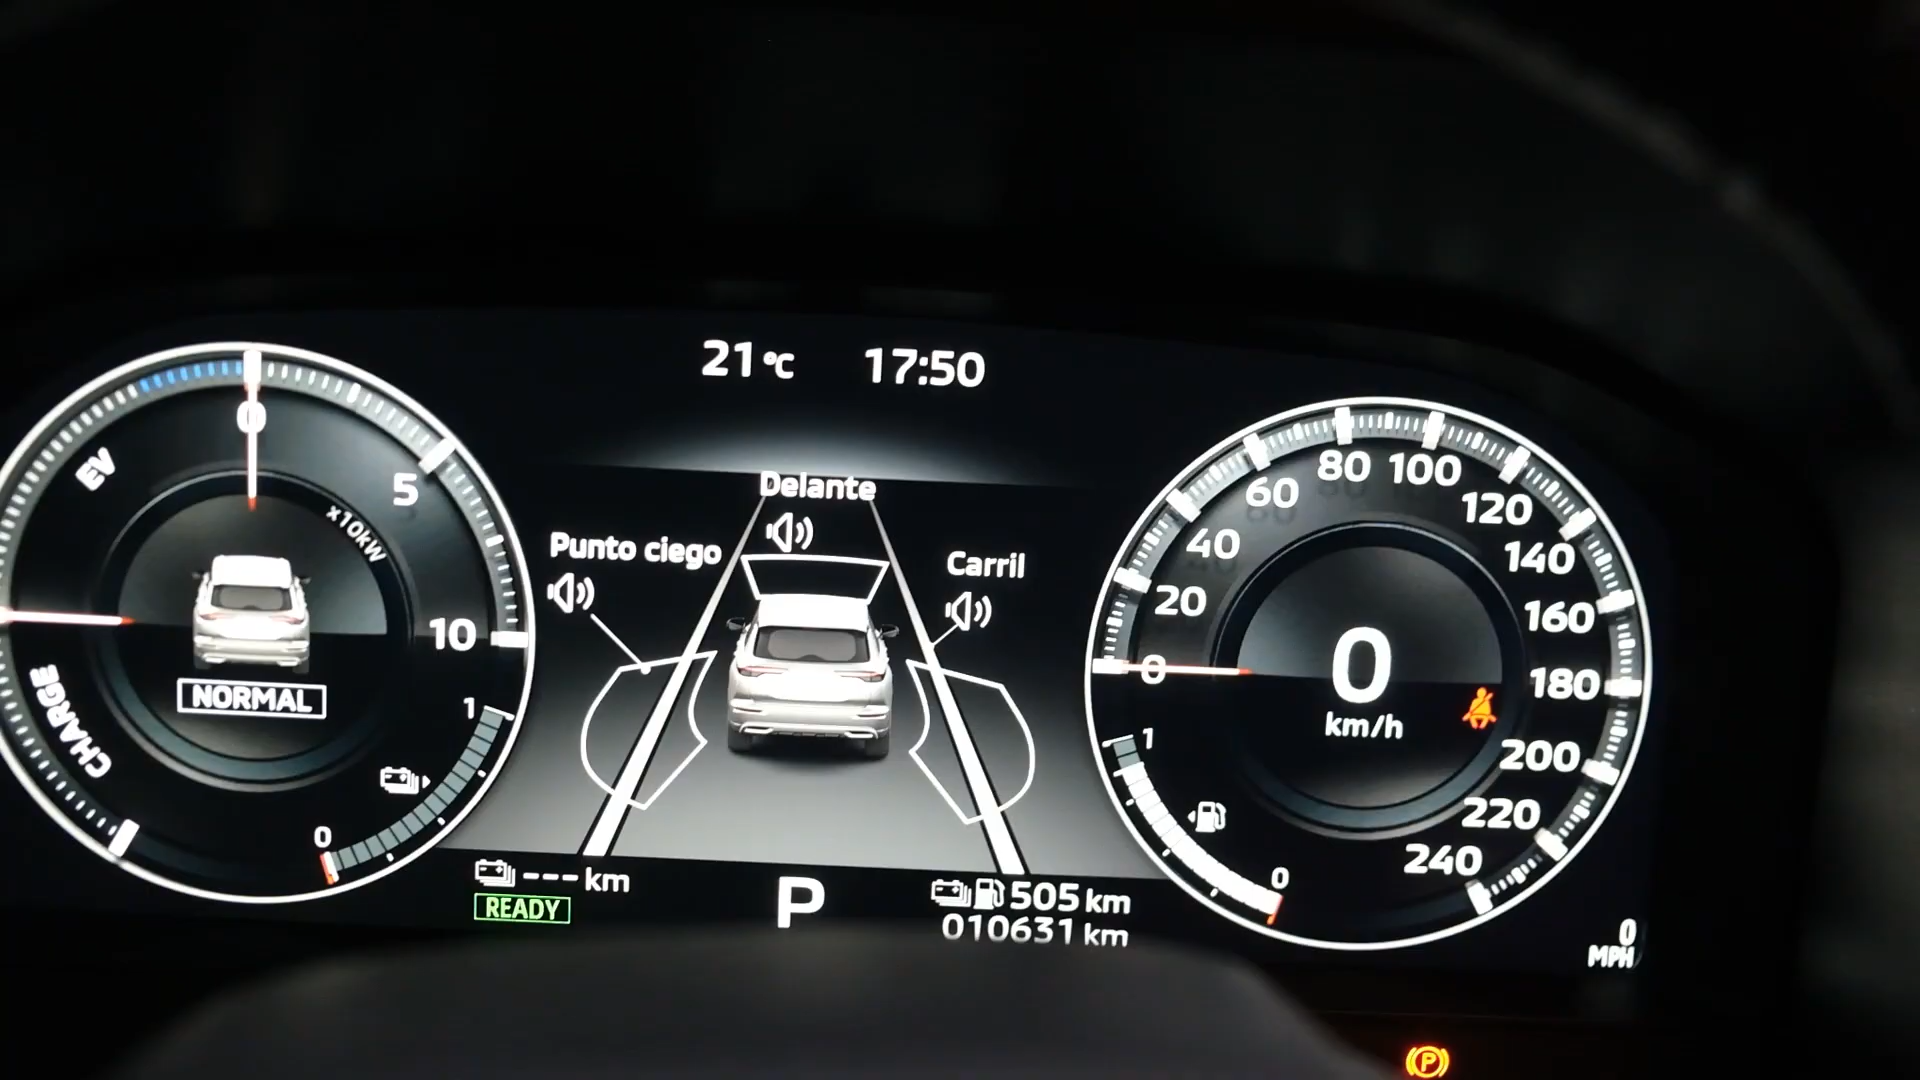 21°C 17:50
EV
0
5
10
x10kW
CHARGE
NORMAL
1
0
Delante
Punto ciego
Carril
--- km
READY
P
505 km
010631 km
0
20
40
60
80
100
120
140
160
180
200
220
240
0
km/h
1
0
0
MPH
P